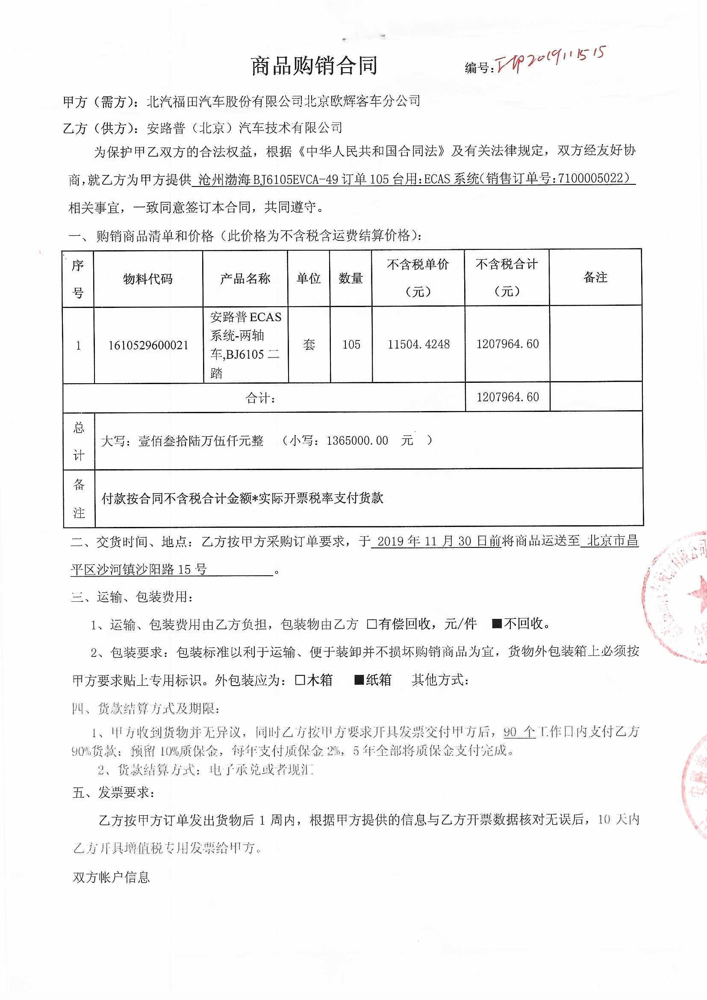 商品购销合同
编号:
甲方（需方）：北汽福田汽车股份有限公司北京欧辉客车分公司
乙方（供方）：安路普（北京）汽车技术有限公司
为保护甲乙双方的合法权益，根据《中华人民共和国合同法》及有关法律规定，双方经友好协
商,就乙方为甲方提供 沧州渤海BJ6105EVCA-49订单105台用:ECAS系统(销售订单号:7100005022)
相关事宜，一致同意签订本合同，共同遵守。
一、购销商品清单和价格（此价格为不含税含运费结算价格）：
序号 物料代码 产品名称 单位 数量 不含税单价（元） 不含税合计（元） 备注
1 1610529600021 安路普ECAS系统-两轴车,BJ6105二踏 套 105 11504.4248 1207964.60
合计： 1207964.60
总计 大写：壹佰叁拾陆万伍仟元整 （小写：1365000.00 元 ）
备注 付款按合同不含税合计金额*实际开票税率支付货款
二、交货时间、地点：乙方按甲方采购订单要求，于 2019年11月30日前将商品运送至 北京市昌
平区沙河镇沙阳路15号 。
三、运输、包装费用：
1、运输、包装费用由乙方负担，包装物由乙方 □有偿回收，元/件 ■不回收。
2、包装要求：包装标准以利于运输、便于装卸并不损坏购销商品为宜，货物外包装箱上必须按
甲方要求贴上专用标识。外包装应为：□木箱 ■纸箱 其他方式：
四、货款结算方式及期限：
1、甲方收到货物并无异议，同时乙方按甲方要求开具发票交付甲方后，90 个工作日内支付乙方
90%货款；预留10%质保金，每年支付质保金2%，5年全部将质保金支付完成。
2、货款结算方式：电子承兑或者现汇
五、发票要求：
乙方按甲方订单发出货物后1周内，根据甲方提供的信息与乙方开票数据核对无误后，10天内
乙方开具增值税专用发票给甲方。
双方帐户信息